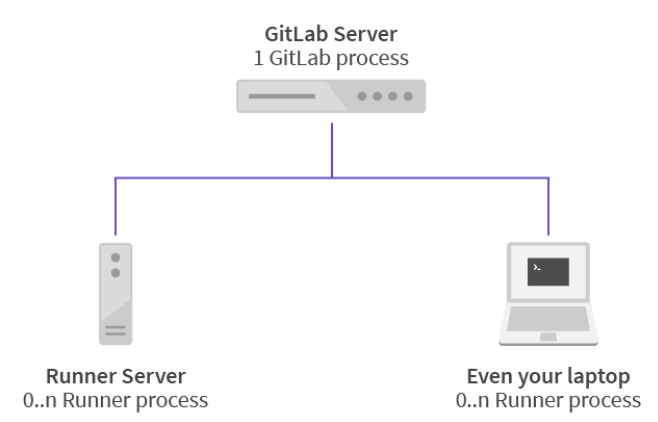 GitLab Server
1 GitLab process
Runner Server
0..n Runner process
Even your laptop
0..n Runner process